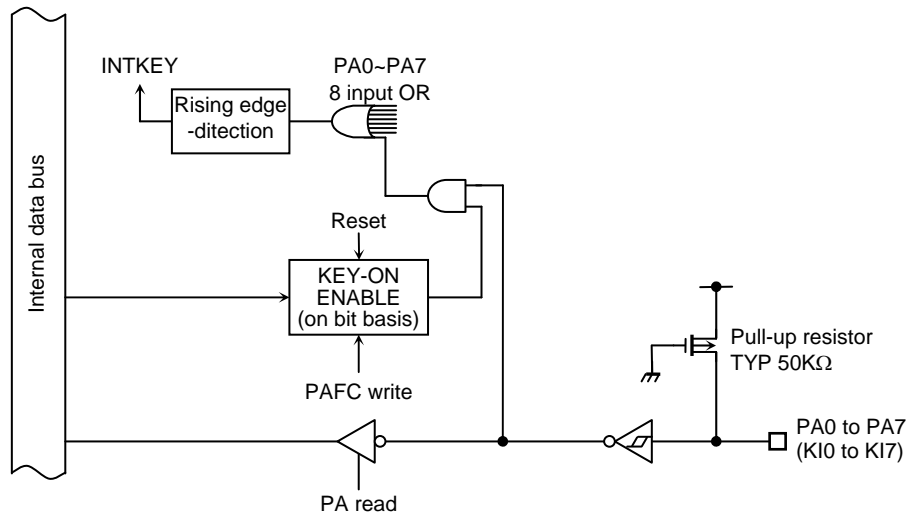 INTKEY
PA0~PA7
8 input OR
Rising edge
-ditection
Internal data bus
Reset
KEY-ON
ENABLE
(on bit basis)
PAFC write
Pull-up resistor
TYP 50KΩ
PA0 to PA7
(KI0 to KI7)
PA read